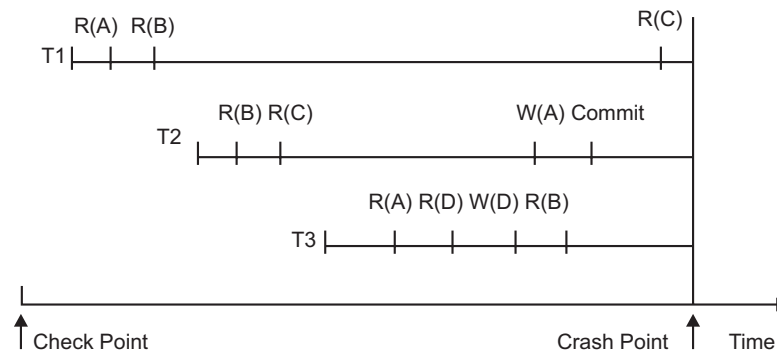 R(A) R(B) R(C)
T1
R(B) R(C) W(A) Commit
T2
R(A) R(D) W(D) R(B)
T3
Check Point Crash Point Time